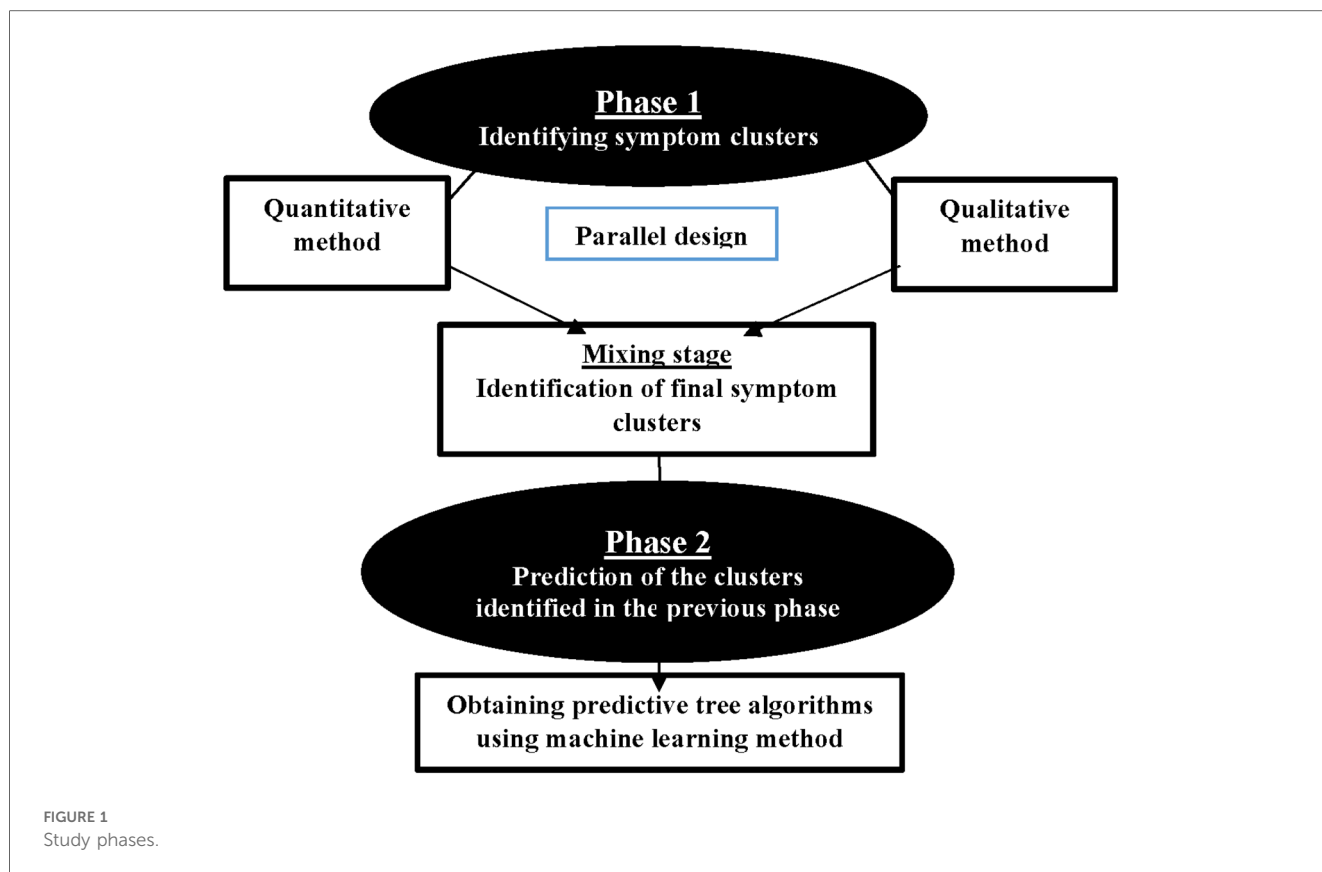 Phase 1
Identifying symptom clusters
Quantitative
method
Parallel design
Qualitative
method
Mixing stage
Identification of final symptom
clusters
Phase 2
Prediction of the clusters
identified in the previous phase
Obtaining predictive tree algorithms
using machine learning method
FIGURE 1
Study phases.